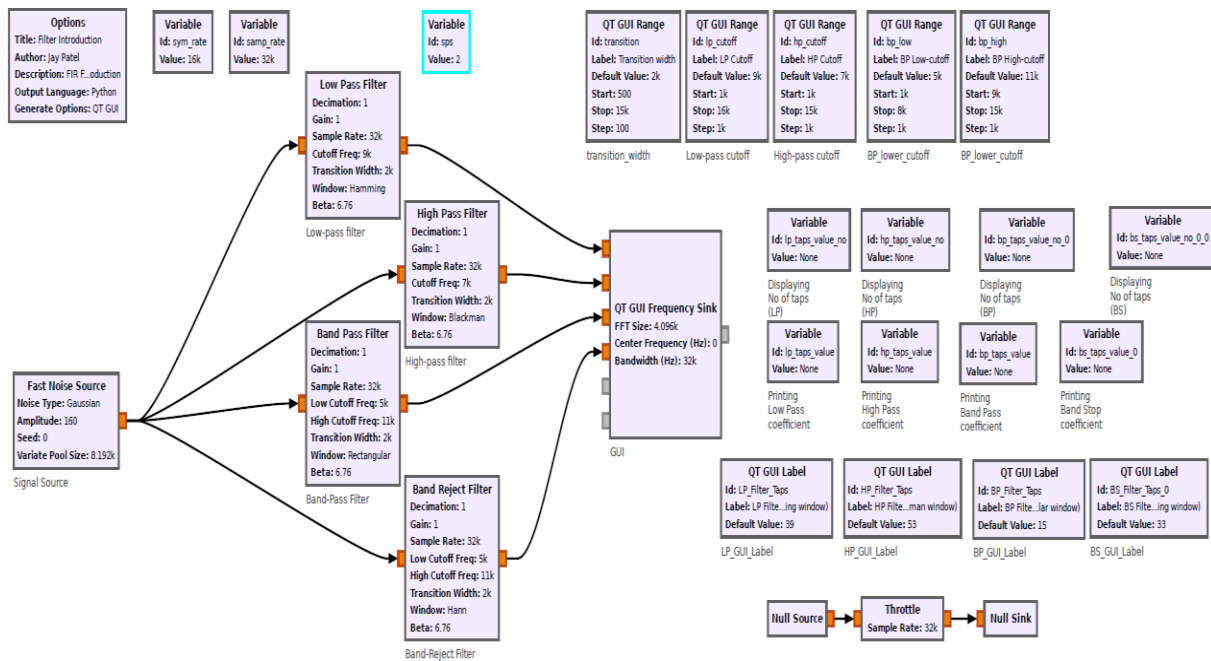 Options
Title: Filter Introduction
Author: Jay Patel
Description: FIR F...oduction
Output Language: Python
Generate Options: QT GUI
Variable
Id: sym_rate
Value: 16k
Variable
Id: samp_rate
Value: 32k
Variable
Id: sps
Value: 2
QT GUI Range
Id: transition
Label: Transition width
Default Value: 2k
Start: 500
Stop: 15k
Step: 100
transition_width
QT GUI Range
Id: lp_cutoff
Label: LP Cutoff
Default Value: 9k
Start: 1k
Stop: 16k
Step: 1k
Low-pass cutoff
QT GUI Range
Id: hp_cutoff
Label: HP Cutoff
Default Value: 7k
Start: 1k
Stop: 15k
Step: 1k
High-pass cutoff
QT GUI Range
Id: bp_low
Label: BP Low-cutoff
Default Value: 5k
Start: 1k
Stop: 8k
Step: 1k
BP_lower_cutoff
QT GUI Range
Id: bp_high
Label: BP High-cutoff
Default Value: 11k
Start: 9k
Stop: 15k
Step: 1k
BP_lower_cutoff
Low Pass Filter
Decimation: 1
Gain: 1
Sample Rate: 32k
Cutoff Freq: 9k
Transition Width: 2k
Window: Hamming
Beta: 6.76
Low-pass filter
High Pass Filter
Decimation: 1
Gain: 1
Sample Rate: 32k
Cutoff Freq: 7k
Transition Width: 2k
Window: Blackman
Beta: 6.76
High-pass filter
Band Pass Filter
Decimation: 1
Gain: 1
Sample Rate: 32k
Low Cutoff Freq: 5k
High Cutoff Freq: 11k
Transition Width: 2k
Window: Rectangular
Beta: 6.76
Band-Pass Filter
Band Reject Filter
Decimation: 1
Gain: 1
Sample Rate: 32k
Low Cutoff Freq: 5k
High Cutoff Freq: 11k
Transition Width: 2k
Window: Hann
Beta: 6.76
Band-Reject Filter
Fast Noise Source
Noise Type: Gaussian
Amplitude: 160
Seed: 0
Variate Pool Size: 8.192k
Signal Source
QT GUI Frequency Sink
FFT Size: 4.096k
Center Frequency (Hz): 0
Bandwidth (Hz): 32k
GUI
Variable
Id: lp_taps_value_no
Value: None
Displaying
No of taps
(LP)
Variable
Id: hp_taps_value_no
Value: None
Displaying
No of taps
(HP)
Variable
Id: bp_taps_value_no_0
Value: None
Displaying
No of taps
(BP)
Variable
Id: bs_taps_value_no_0_0
Value: None
Displaying
No of taps
(BS)
Variable
Id: lp_taps_value
Value: None
Printing
Low Pass
coefficient
Variable
Id: hp_taps_value
Value: None
Printing
High Pass
coefficient
Variable
Id: bp_taps_value
Value: None
Printing
Band Pass
coefficient
Variable
Id: bs_taps_value_0
Value: None
Printing
Band Stop
coefficient
QT GUI Label
Id: LP_Filter_Taps
Label: LP Filte...ing window)
Default Value: 39
LP_GUI_Label
QT GUI Label
Id: HP_Filter_Taps
Label: HP Filte...man window)
Default Value: 53
HP_GUI_Label
QT GUI Label
Id: BP_Filter_Taps
Label: BP Filte...lar window)
Default Value: 15
BP_GUI_Label
QT GUI Label
Id: BS_Filter_Taps_0
Label: BS Filte...ing window)
Default Value: 33
BS_GUI_Label
Null Source
Throttle
Sample Rate: 32k
Null Sink